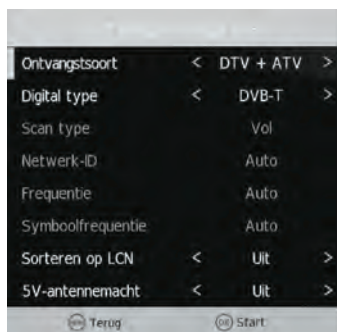 Ontvangstsoort < DTV + ATV >
Digital type < DVB-T >
Scan type Vol
Netwerk-ID Auto
Frequentie Auto
Symboolfrequentie Auto
Sorteren op LCN < Uit >
5V-antennemacht < Uit >
Terug OK Start